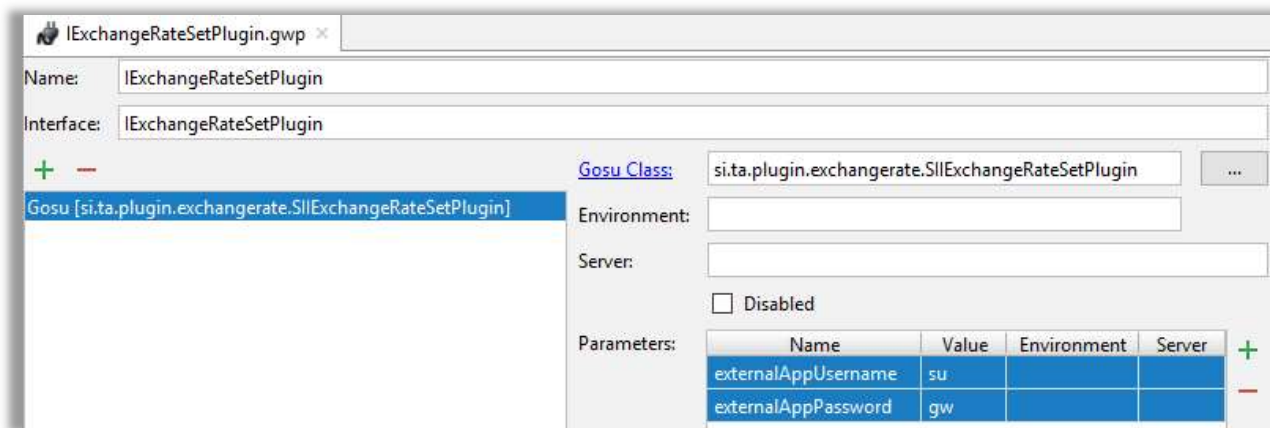 IExchangeRateSetPlugin.gwp ×
Name: IExchangeRateSetPlugin
Interface: IExchangeRateSetPlugin
Gosu Class: si.ta.plugin.exchangerate.SIIExchangeRateSetPlugin ...
Gosu [si.ta.plugin.exchangerate.SIIExchangeRateSetPlugin]
Environment:
Server:
Disabled
Parameters: Name Value Environment Server
externalAppUsername su
externalAppPassword gw